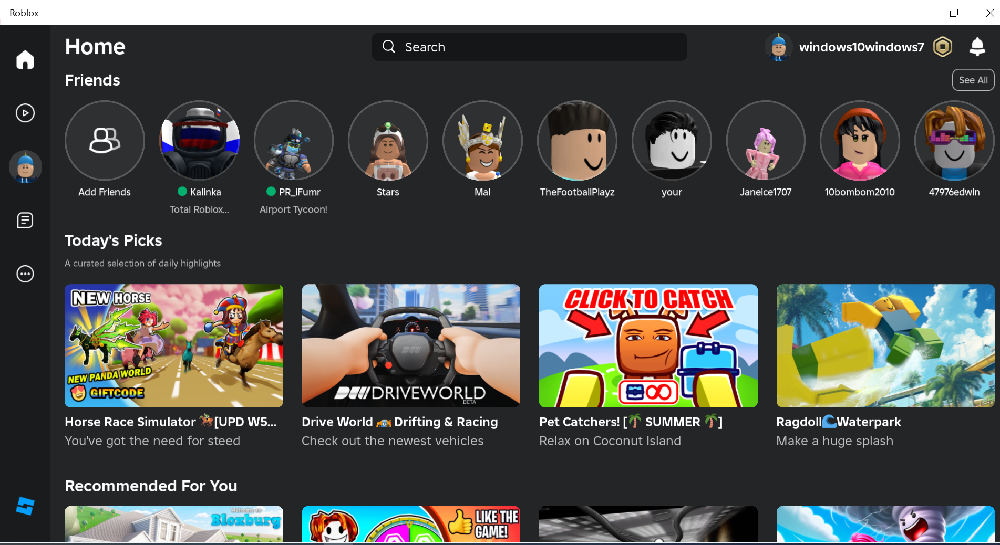 Roblox
Home
Search
windows10windows7
Friends
See All
Add Friends
Kalinka
PR_iFumr
Stars
Mal
TheFootballPlayz
your
Janeice1707
10bombom2010
47976edwin
Total Roblox...
Airport Tycoon!
Today's Picks
A curated selection of daily highlights
NEW HORSE
NEW PANDA WORLD
GIFTCODE
DRIVEWORLD
BETA
CLICK TO CATCH
Horse Race Simulator 🏇[UPD W5...
Drive World 🏎️ Drifting & Racing
Pet Catchers! [🌴 SUMMER 🌴]
Ragdoll🌊Waterpark
You've got the need for steed
Check out the newest vehicles
Relax on Coconut Island
Make a huge splash
Recommended For You
Welcome to
Bloxburg
LIKE THE
GAME!